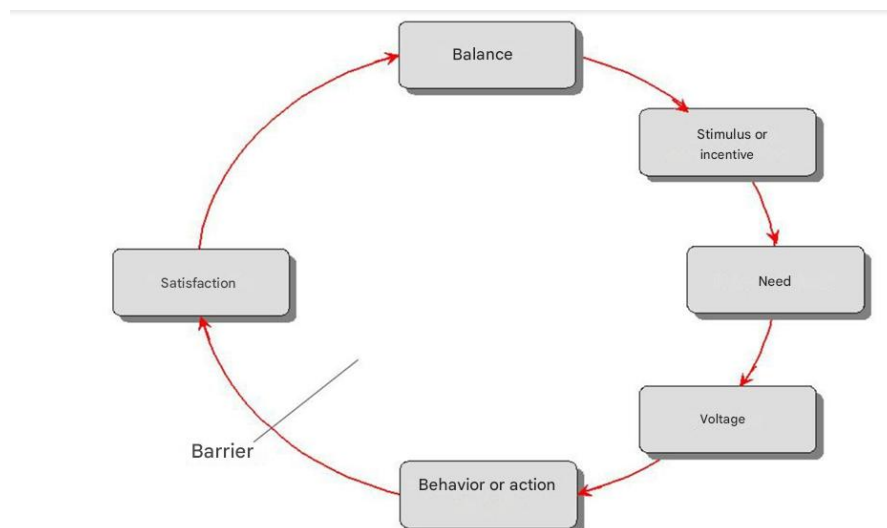 Balance
Stimulus or
incentive
Need
Voltage
Behavior or action
Barrier
Satisfaction